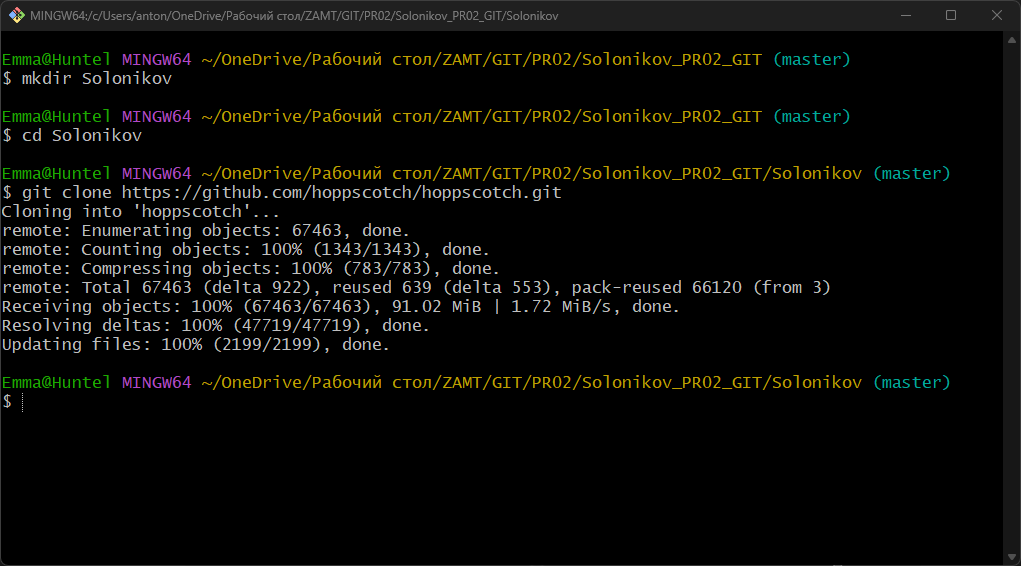 MINGW64:/c/Users/anton/OneDrive/Рабочий стол/ZAMT/GIT/PR02/Solonikov_PR02_GIT/Solonikov
Emma@Huntel MINGW64 ~/OneDrive/Рабочий стол/ZAMT/GIT/PR02/Solonikov_PR02_GIT (master)
$ mkdir Solonikov
Emma@Huntel MINGW64 ~/OneDrive/Рабочий стол/ZAMT/GIT/PR02/Solonikov_PR02_GIT (master)
$ cd Solonikov
Emma@Huntel MINGW64 ~/OneDrive/Рабочий стол/ZAMT/GIT/PR02/Solonikov_PR02_GIT/Solonikov (master)
$ git clone https://github.com/hoppscotch/hoppscotch.git
Cloning into 'hoppscotch'...
remote: Enumerating objects: 67463, done.
remote: Counting objects: 100% (1343/1343), done.
remote: Compressing objects: 100% (783/783), done.
remote: Total 67463 (delta 922), reused 639 (delta 553), pack-reused 66120 (from 3)
Receiving objects: 100% (67463/67463), 91.02 MiB | 1.72 MiB/s, done.
Resolving deltas: 100% (47719/47719), done.
Updating files: 100% (2199/2199), done.
Emma@Huntel MINGW64 ~/OneDrive/Рабочий стол/ZAMT/GIT/PR02/Solonikov_PR02_GIT/Solonikov (master)
$